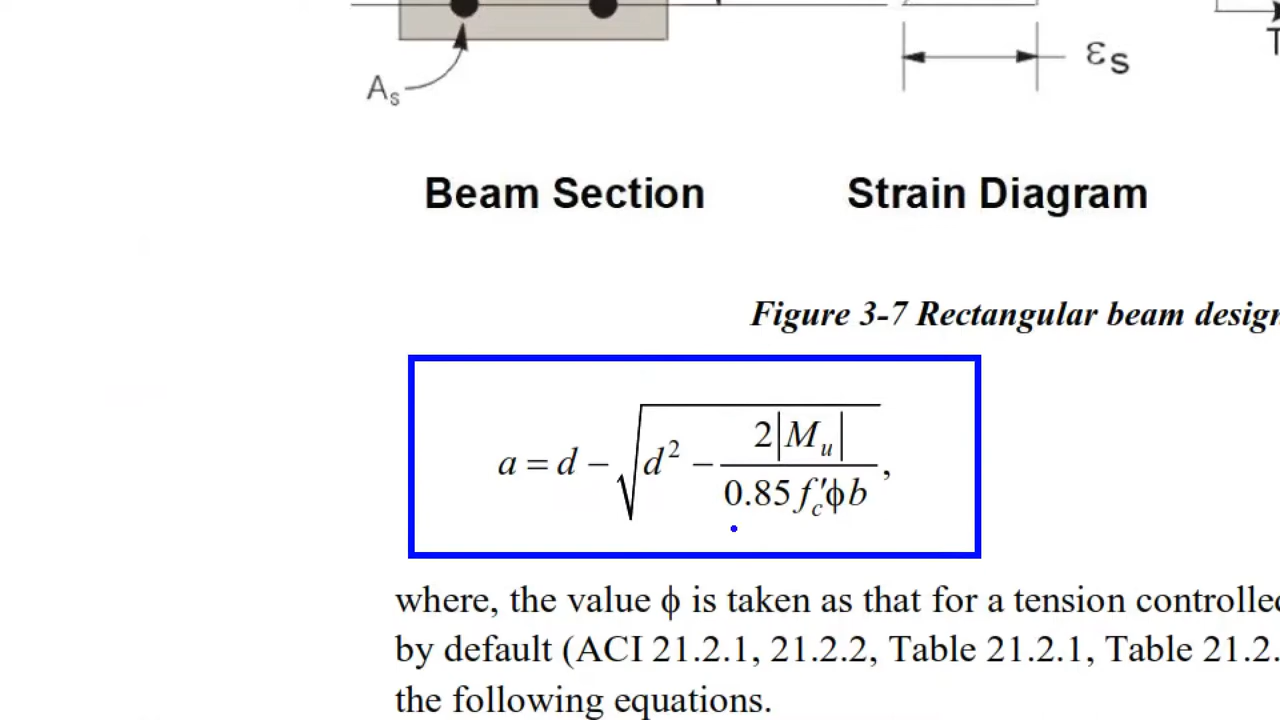 T
εs
As
Beam Section Strain Diagram
Figure 3-7 Rectangular beam design
a = d − √(d² − 2|Mu| / 0.85 f′c ϕ b) ,
where, the value ϕ is taken as that for a tension controlled
by default (ACI 21.2.1, 21.2.2, Table 21.2.1, Table 21.2.
the following equations.